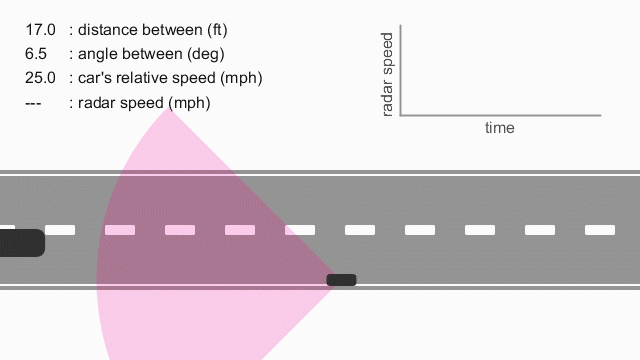 17.0 : distance between (ft)
6.5 : angle between (deg)
25.0 : car's relative speed (mph)
--- : radar speed (mph)
radar speed
time